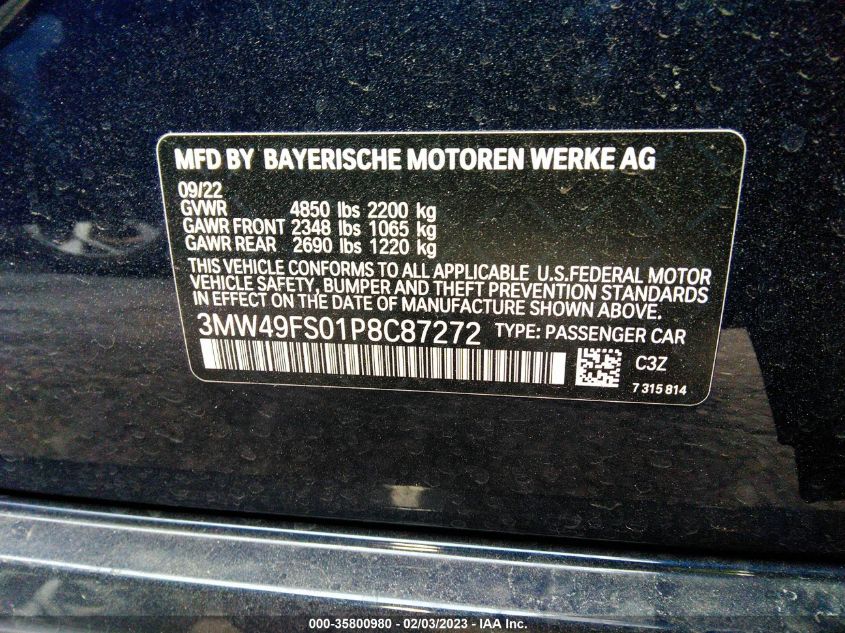 MFD BY BAYERISCHE MOTOREN WERKE AG
09/22
GVWR 4850 lbs 2200 kg
GAWR FRONT 2348 lbs 1065 kg
GAWR REAR 2690 lbs 1220 kg
THIS VEHICLE CONFORMS TO ALL APPLICABLE U.S.FEDERAL MOTOR
VEHICLE SAFETY, BUMPER AND THEFT PREVENTION STANDARDS
IN EFFECT ON THE DATE OF MANUFACTURE SHOWN ABOVE.
3MW49FS01P8C87272 TYPE: PASSENGER CAR
C3Z
7 315 814
000-35800980 - 02/03/2023 - IAA Inc.